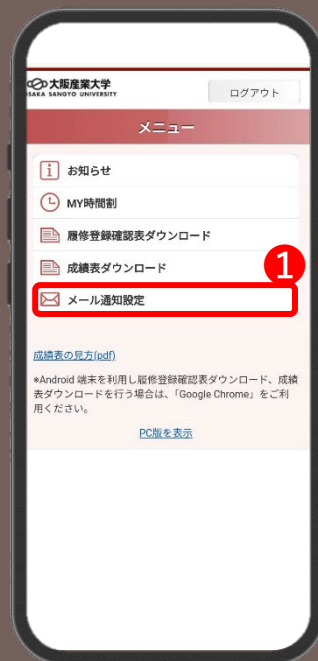 大阪産業大学
OSAKA SANGYO UNIVERSITY
ログアウト
メニュー
お知らせ
MY時間割
履修登録確認表ダウンロード
成績表ダウンロード
1
メール通知設定
成績表の見方(pdf)
※Android 端末を利用し履修登録確認表ダウンロード、成績
表ダウンロードを行う場合は、「Google Chrome」をご利
用ください。
PC版を表示